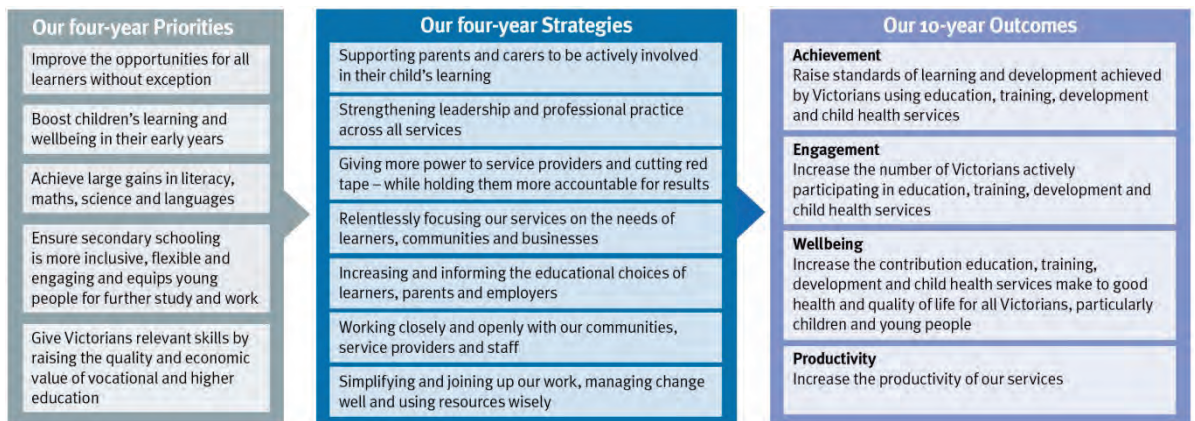 Our four-year Priorities
Improve the opportunities for all
learners without exception
Boost children's learning and
wellbeing in their early years
Achieve large gains in literacy,
maths, science and languages
Ensure secondary schooling
is more inclusive, flexible and
engaging and equips young
people for further study and work
Give Victorians relevant skills by
raising the quality and economic
value of vocational and higher
education
Our four-year Strategies
Supporting parents and carers to be actively involved
in their child's learning
Strengthening leadership and professional practice
across all services
Giving more power to service providers and cutting red
tape – while holding them more accountable for results
Relentlessly focusing our services on the needs of
learners, communities and businesses
Increasing and informing the educational choices of
learners, parents and employers
Working closely and openly with our communities,
service providers and staff
Simplifying and joining up our work, managing change
well and using resources wisely
Our 10-year Outcomes
Achievement
Raise standards of learning and development achieved
by Victorians using education, training, development
and child health services
Engagement
Increase the number of Victorians actively
participating in education, training, development and
child health services
Wellbeing
Increase the contribution education, training,
development and child health services make to good
health and quality of life for all Victorians, particularly
children and young people
Productivity
Increase the productivity of our services